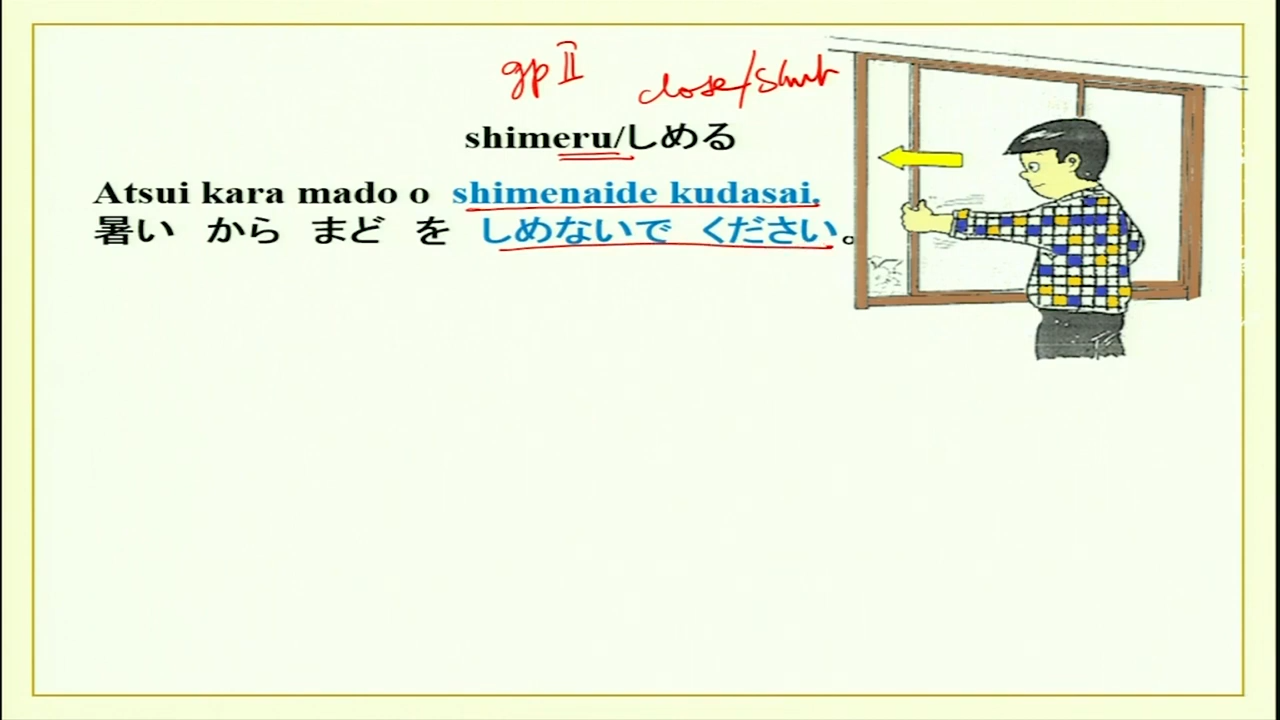 gp II
close/shut
shimeru/しめる
Atsui kara mado o shimenaide kudasai.
暑い から まど を しめないで ください。